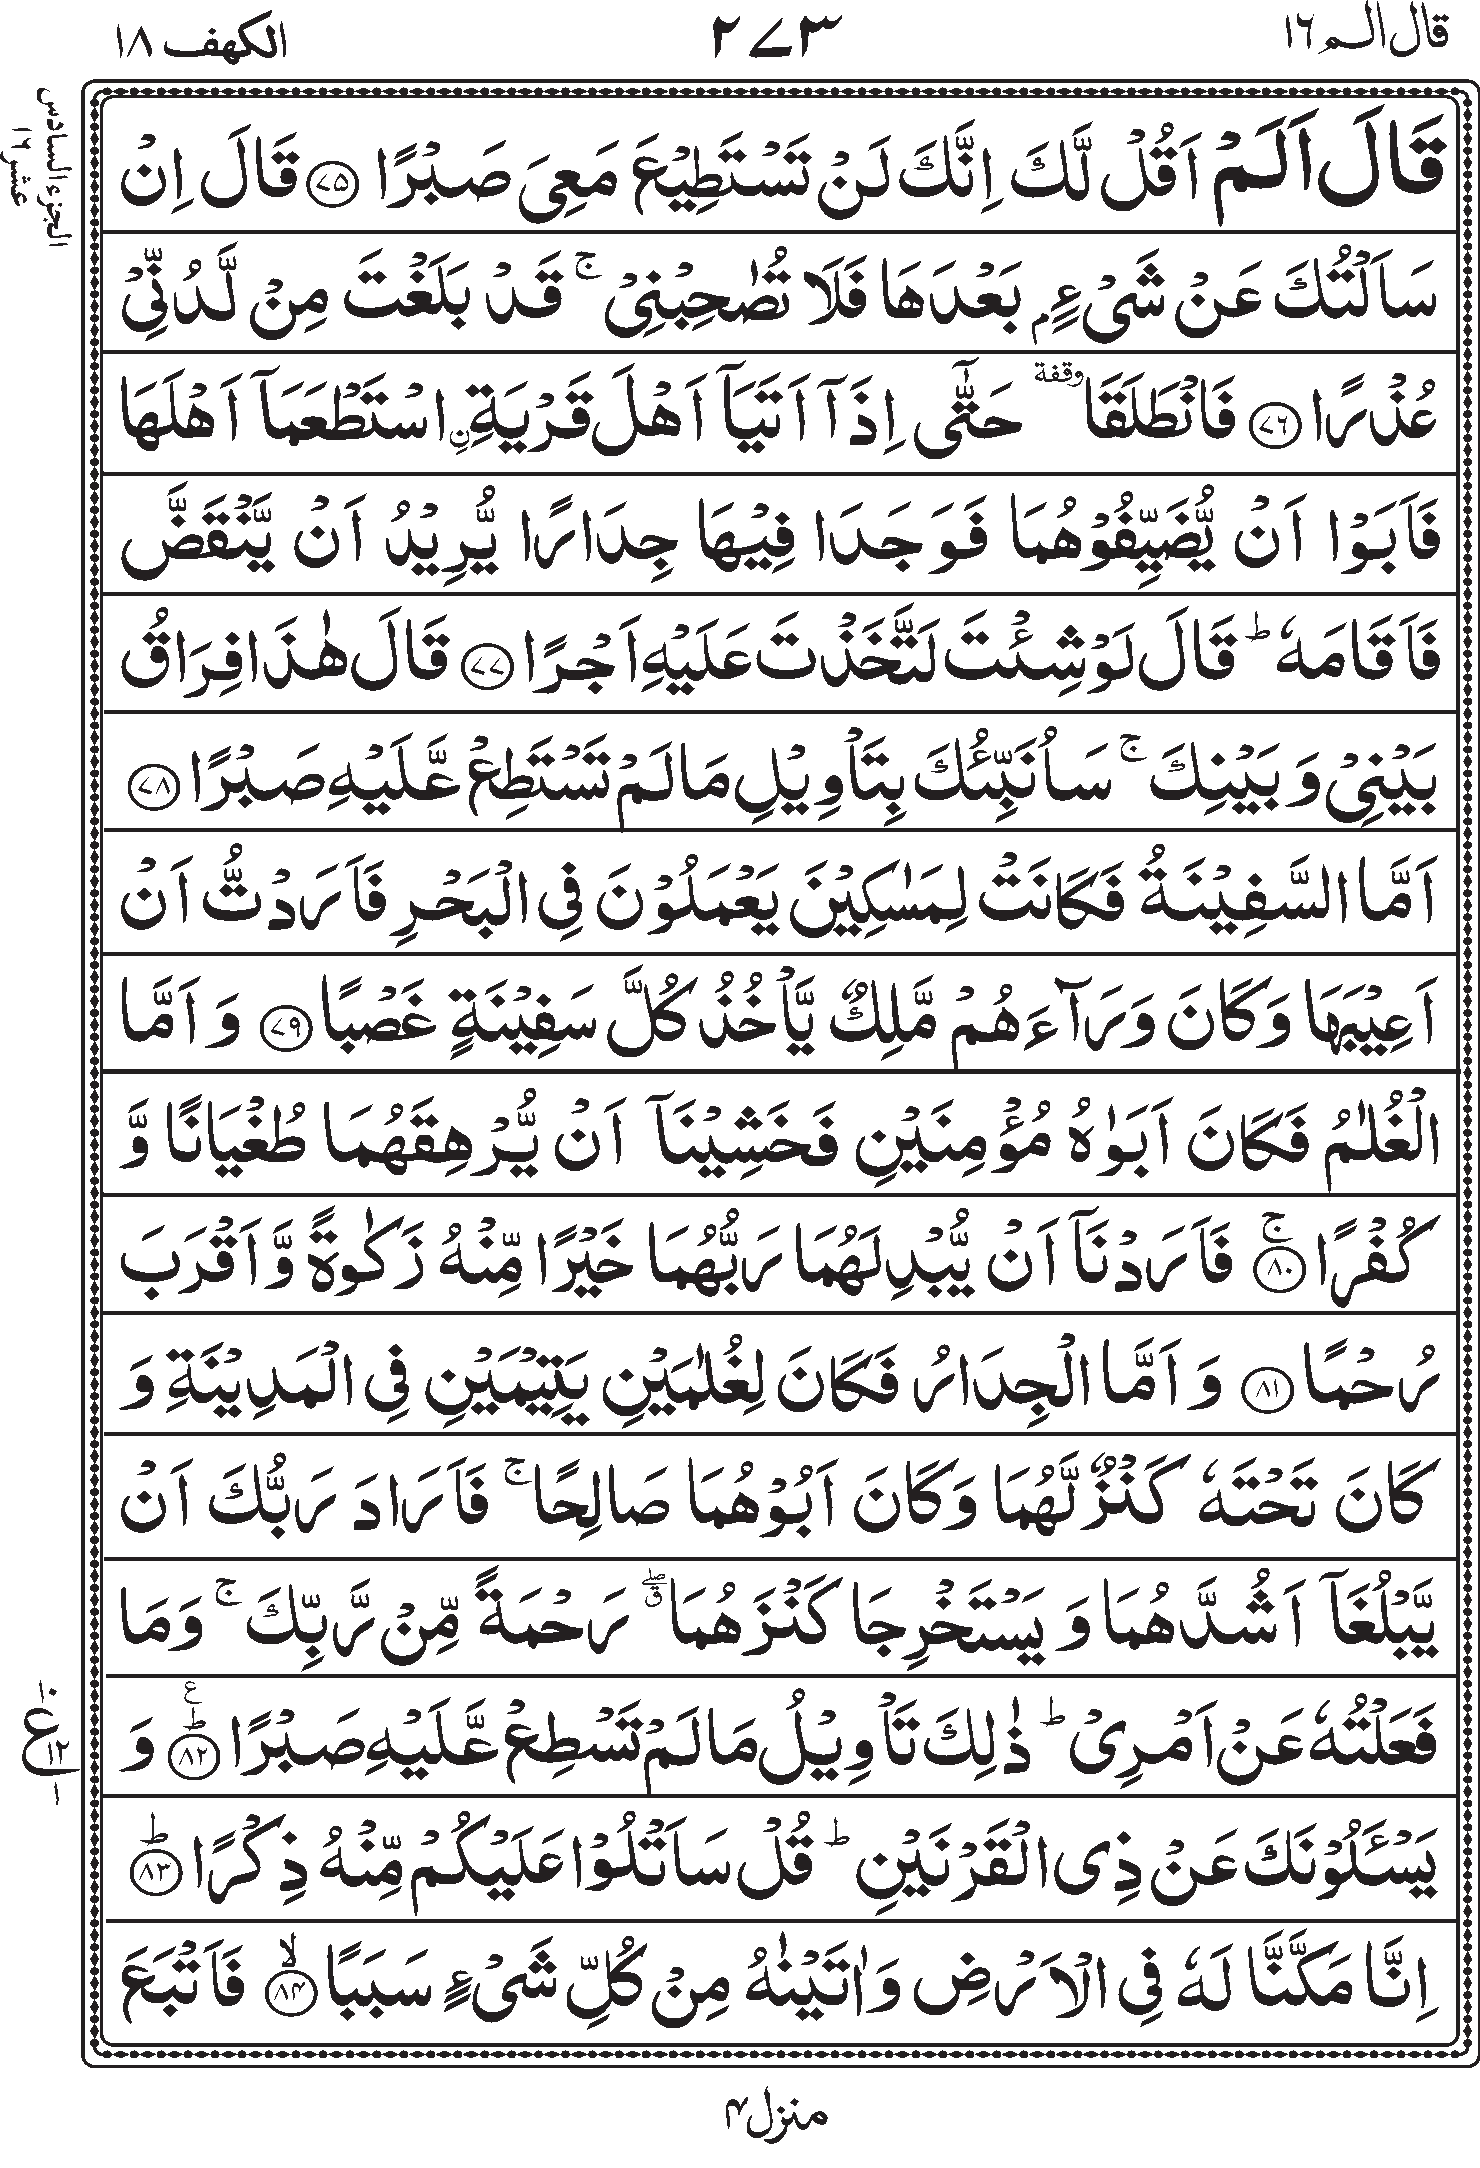 قال الم ١٦
٢٧٣
الكهف ١٨
الجزء السادس
عشر ١٦
قَالَ اَلَمْ اَقُلْ لَّكَ اِنَّكَ لَنْ تَسْتَطِيْعَ مَعِىَ صَبْرًا ﴿٧٥﴾ قَالَ اِنْ
سَاَلْتُكَ عَنْ شَىْءٍۭ بَعْدَهَا فَلَا تُصٰحِبْنِىْ ۚ قَدْ بَلَغْتَ مِنْ لَّدُنِّىْ
عُذْرًا ﴿٧٦﴾ فَانْطَلَقَا وقفة حَتّٰٓى اِذَآ اَتَيَآ اَهْلَ قَرْيَةِ ۨ اسْتَطْعَمَآ اَهْلَهَا
فَاَبَوْا اَنْ يُّضَيِّفُوْهُمَا فَوَجَدَا فِيْهَا جِدَارًا يُّرِيْدُ اَنْ يَّنْقَضَّ
فَاَقَامَهٗ ؕ قَالَ لَوْ شِئْتَ لَتَّخَذْتَ عَلَيْهِ اَجْرًا ﴿٧٧﴾ قَالَ هٰذَا فِرَاقُ
بَيْنِىْ وَ بَيْنِكَ ۚ سَاُنَبِّئُكَ بِتَاْوِيْلِ مَا لَمْ تَسْتَطِعْ عَّلَيْهِ صَبْرًا ﴿٧٨﴾
اَمَّا السَّفِيْنَةُ فَكَانَتْ لِمَسٰكِيْنَ يَعْمَلُوْنَ فِى الْبَحْرِ فَاَرَدْتُّ اَنْ
اَعِيْبَهَا وَكَانَ وَرَآءَهُمْ مَّلِكٌ يَّاْخُذُ كُلَّ سَفِيْنَةٍ غَصْبًا ﴿٧٩﴾ وَ اَمَّا
الْغُلٰمُ فَكَانَ اَبَوٰهُ مُؤْمِنَيْنِ فَخَشِيْنَآ اَنْ يُّرْهِقَهُمَا طُغْيَانًا وَّ
كُفْرًا ۚ ﴿٨٠﴾ فَاَرَدْنَآ اَنْ يُّبْدِلَهُمَا رَبُّهُمَا خَيْرًا مِّنْهُ زَكٰوةً وَّ اَقْرَبَ
رُحْمًا ﴿٨١﴾ وَ اَمَّا الْجِدَارُ فَكَانَ لِغُلٰمَيْنِ يَتِيْمَيْنِ فِى الْمَدِيْنَةِ وَ
كَانَ تَحْتَهٗ كَنْزٌ لَّهُمَا وَكَانَ اَبُوْهُمَا صَالِحًا ۚ فَاَرَادَ رَبُّكَ اَنْ
يَّبْلُغَآ اَشُدَّهُمَا وَ يَسْتَخْرِجَا كَنْزَهُمَا ۖق رَحْمَةً مِّنْ رَّبِّكَ ۚ وَمَا
فَعَلْتُهٗ عَنْ اَمْرِىْ ؕ ذٰلِكَ تَاْوِيْلُ مَا لَمْ تَسْطِعْ عَّلَيْهِ صَبْرًا ؕ ع ﴿٨٢﴾ وَ
يَسْـَٔلُوْنَكَ عَنْ ذِى الْقَرْنَيْنِ ؕ قُلْ سَاَتْلُوْا عَلَيْكُمْ مِّنْهُ ذِكْرًا ؕ ﴿٨٣﴾
اِنَّا مَكَّنَّا لَهٗ فِى الْاَرْضِ وَاٰتَيْنٰهُ مِنْ كُلِّ شَىْءٍ سَبَبًا ۙ ﴿٨٤﴾ فَاَتْبَعَ
١٠
ع ١٢
١
منزل ٤